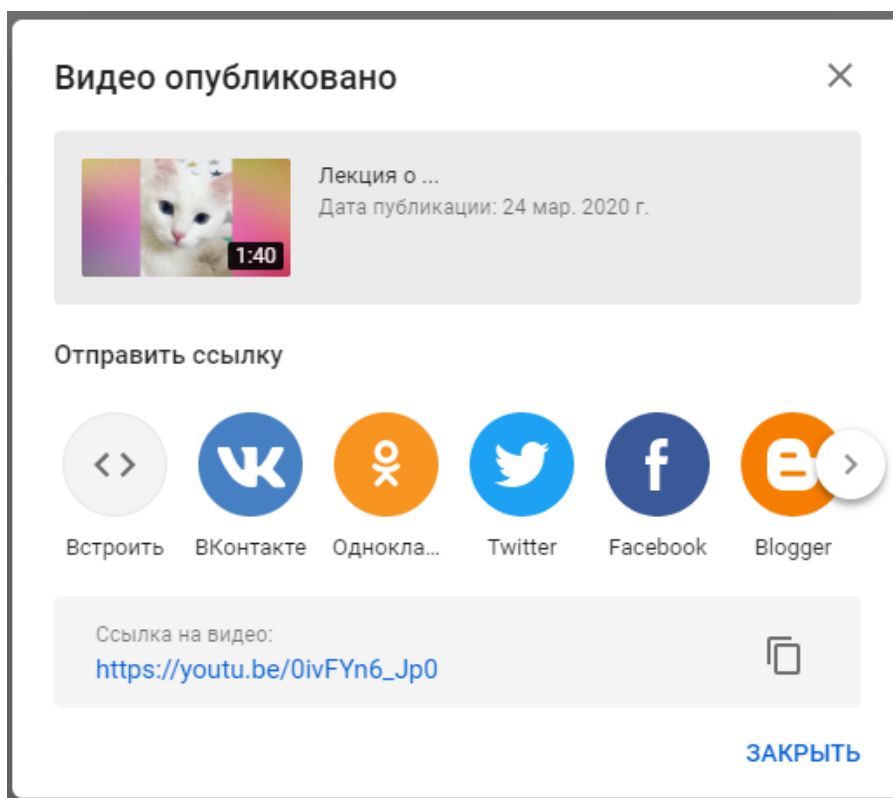 Видео опубликовано
1:40
Лекция о ...
Дата публикации: 24 мар. 2020 г.
Отправить ссылку
Встроить ВКонтакте Однокла... Twitter Facebook Blogger
Ссылка на видео:
https://youtu.be/0ivFYn6_Jp0
ЗАКРЫТЬ